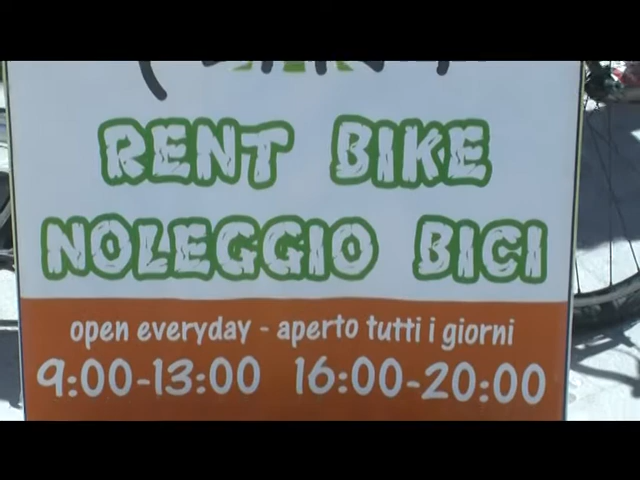 RENT BIKE
NOLEGGIO BICI
open everyday - aperto tutti i giorni
9:00-13:00 16:00-20:00